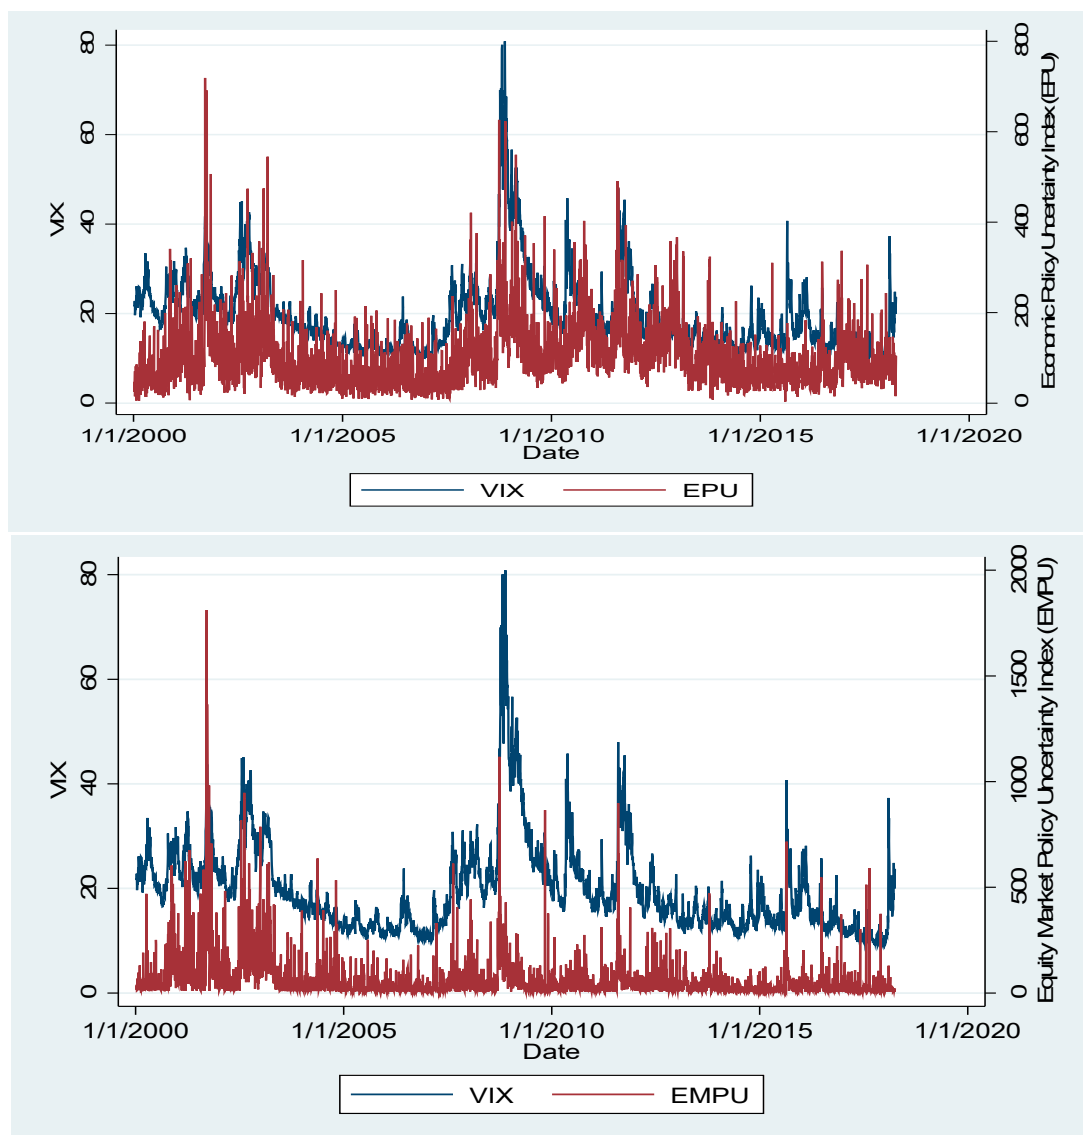 80
60
40
20
0
VIX
800
600
400
200
0
Economic Policy Uncertainty Index (EPU)
1/1/2000 1/1/2005 1/1/2010 1/1/2015 1/1/2020
Date
VIX EPU
80
60
40
20
0
VIX
2000
1500
1000
500
0
Equity Market Policy Uncertainty Index (EMPU)
1/1/2000 1/1/2005 1/1/2010 1/1/2015 1/1/2020
Date
VIX EMPU